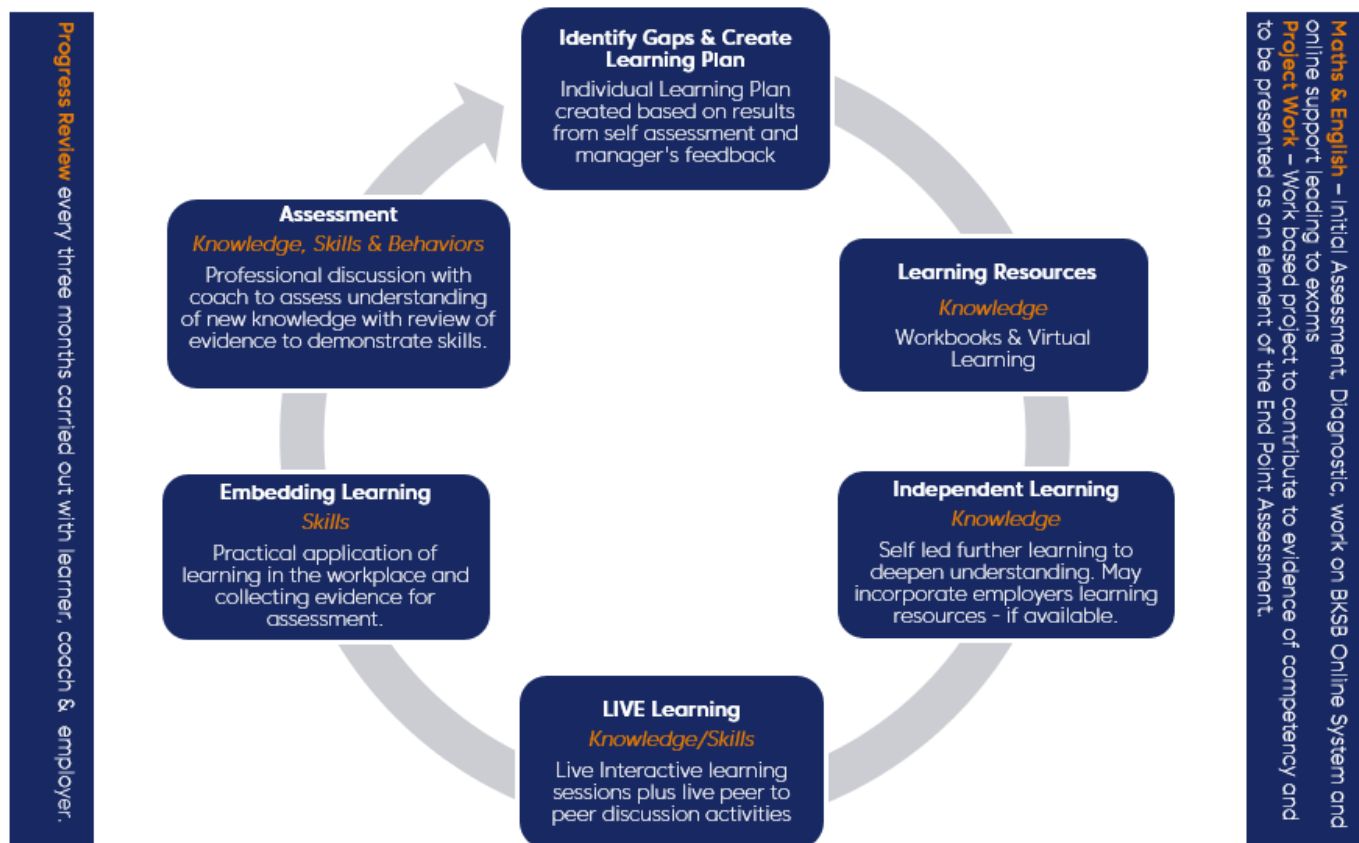 Progress Review every three months carried out with learner, coach & employer.
Identify Gaps & Create
Learning Plan
Individual Learning Plan
created based on results
from self assessment and
manager's feedback
Learning Resources
Knowledge
Workbooks & Virtual
Learning
Independent Learning
Knowledge
Self led further learning to
deepen understanding. May
incorporate employers learning
resources - if available.
LIVE Learning
Knowledge/Skills
Live Interactive learning
sessions plus live peer to
peer discussion activities
Embedding Learning
Skills
Practical application of
learning in the workplace and
collecting evidence for
assessment.
Assessment
Knowledge, Skills & Behaviors
Professional discussion with
coach to assess understanding
of new knowledge with review of
evidence to demonstrate skills.
Maths & English – Initial Assessment, Diagnostic, work on BKSB Online System and
online support leading to exams
Project Work – Work based project to contribute to evidence of competency and
to be presented as an element of the End Point Assessment.